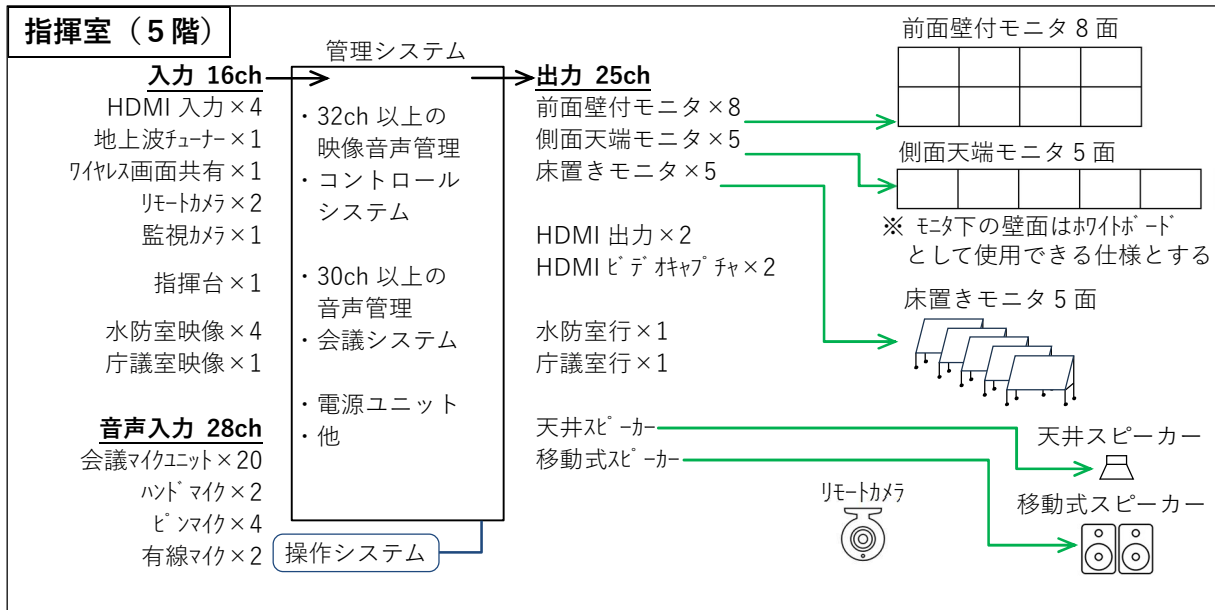 指揮室（５階）
入力 16ch
HDMI 入力×4
地上波ﾁｭｰﾅｰ×1
ﾜｲﾔﾚｽ画面共有×1
ﾘﾓｰﾄｶﾒﾗ×2
監視ｶﾒﾗ×1
指揮台×1
水防室映像×4
庁議室映像×1
音声入力 28ch
会議ﾏｲｸﾕﾆｯﾄ×20
ﾊﾝﾄﾞﾏｲｸ×2
ﾋﾟﾝﾏｲｸ×4
有線ﾏｲｸ×2
管理システム
・32ch 以上の
映像音声管理
・コントロール
システム
・30ch 以上の
音声管理
・会議システム
・電源ユニット
・他
操作システム
出力 25ch
前面壁付モニタ×8
側面天端モニタ×5
床置きモニタ×5
HDMI 出力×2
HDMI ﾋﾞﾃﾞｵｷｬﾌﾟﾁｬ×2
水防室行×1
庁議室行×1
天井ｽﾋﾟｰｶｰ
移動式ｽﾋﾟｰｶｰ
前面壁付モニタ 8 面
側面天端モニタ 5 面
※ ﾓﾆﾀ下の壁面はﾎﾜｲﾄﾎﾞｰﾄﾞ
として使用できる仕様とする
床置きモニタ 5 面
天井スピーカー
ﾘﾓｰﾄｶﾒﾗ
移動式スピーカー